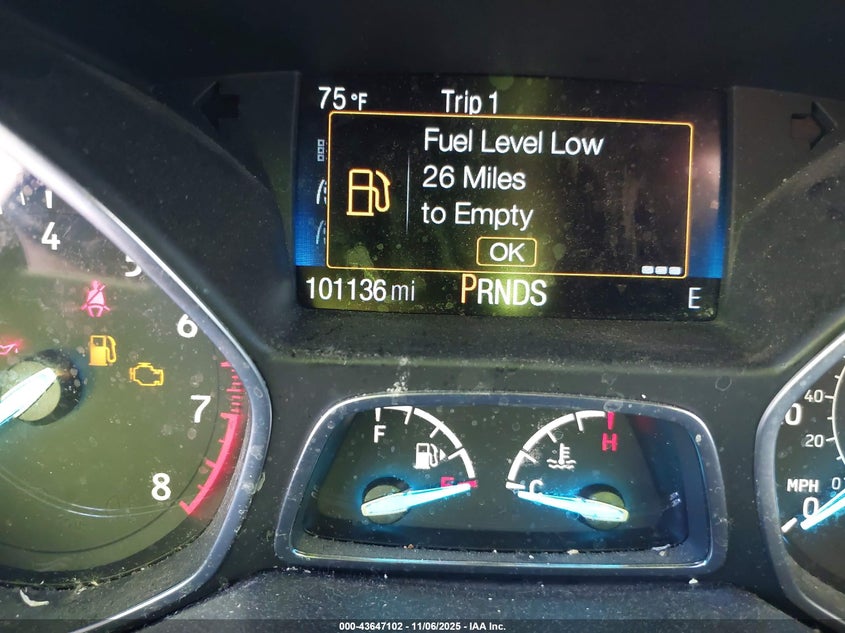 75 °F Trip 1
Fuel Level Low
26 Miles
to Empty
OK
101136 mi PRNDS E
4
5
6
7
8
F
E
H
C
40
20
MPH
0
0
000-43647102 - 11/06/2025 - IAA Inc.